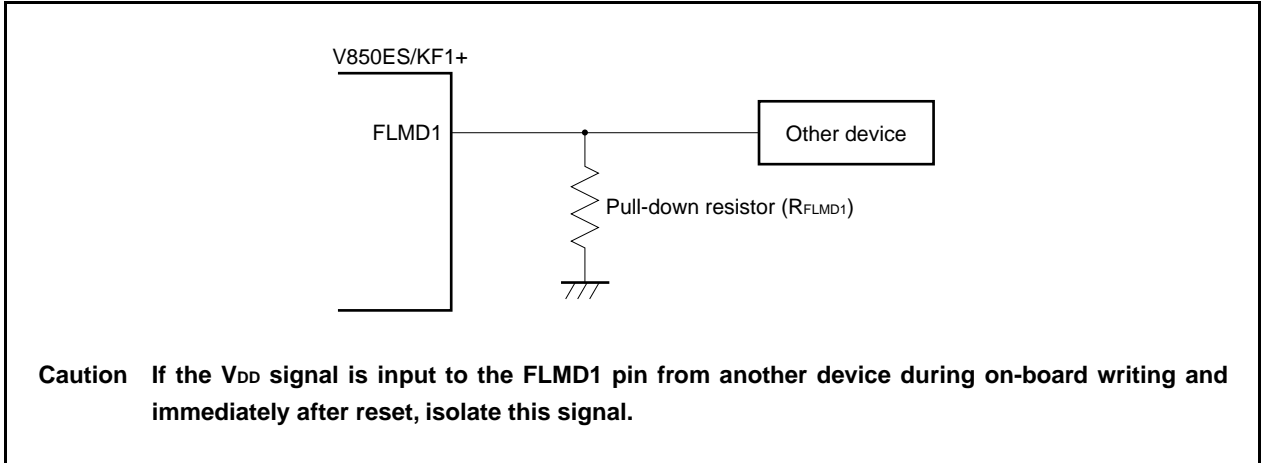 V850ES/KF1+
FLMD1
Other device
Pull-down resistor (RFLMD1)
Caution If the VDD signal is input to the FLMD1 pin from another device during on-board writing and
immediately after reset, isolate this signal.